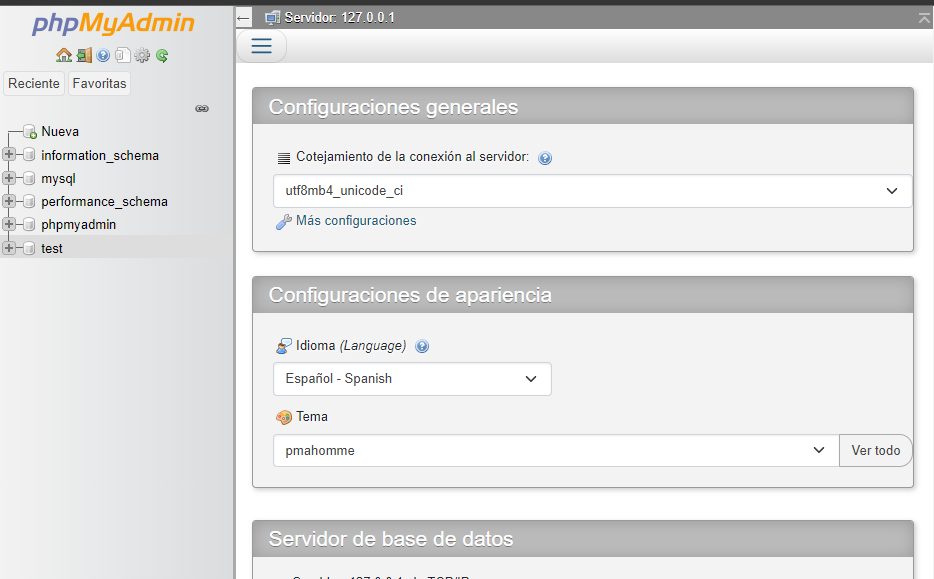 phpMyAdmin
Reciente Favoritas
Nueva
information_schema
mysql
performance_schema
phpmyadmin
test
Servidor: 127.0.0.1
Configuraciones generales
Cotejamiento de la conexión al servidor:
utf8mb4_unicode_ci
Más configuraciones
Configuraciones de apariencia
Idioma (Language)
Español - Spanish
Tema
pmahomme
Ver todo
Servidor de base de datos